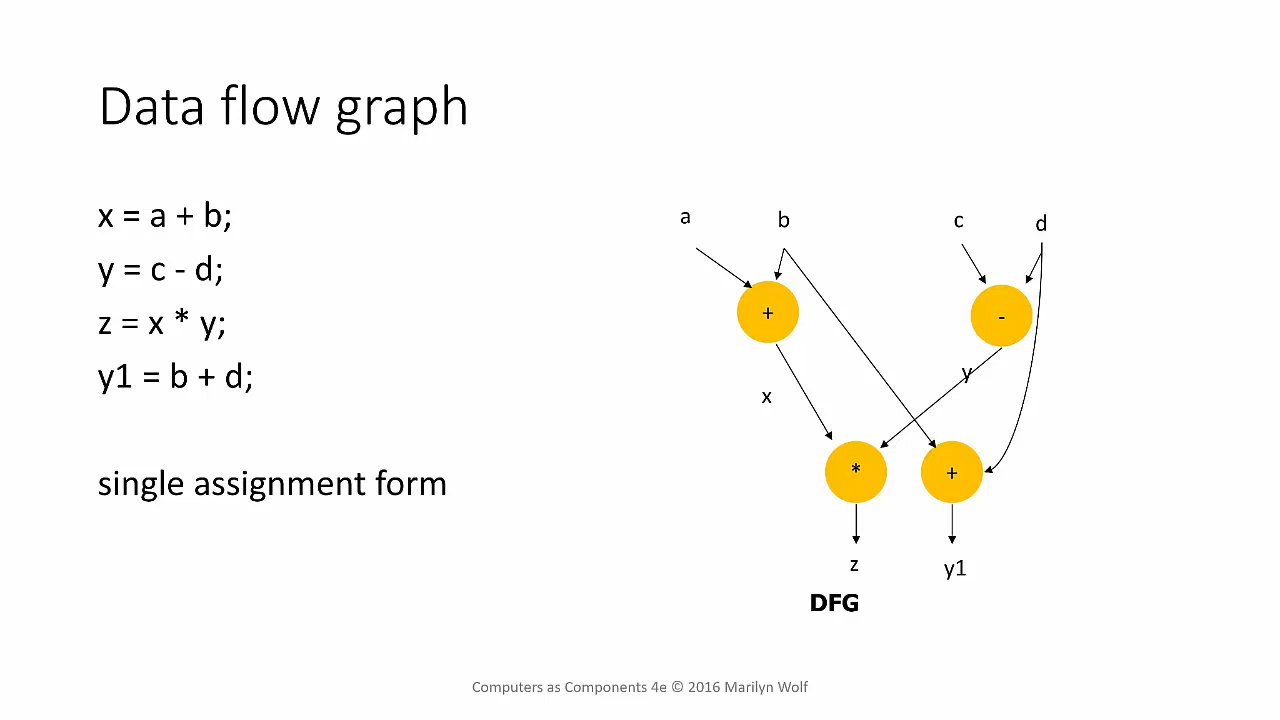 Data flow graph
x = a + b;
y = c - d;
z = x * y;
y1 = b + d;
single assignment form
a b c d
+ -
y
x
* +
z y1
DFG
Computers as Components 4e © 2016 Marilyn Wolf